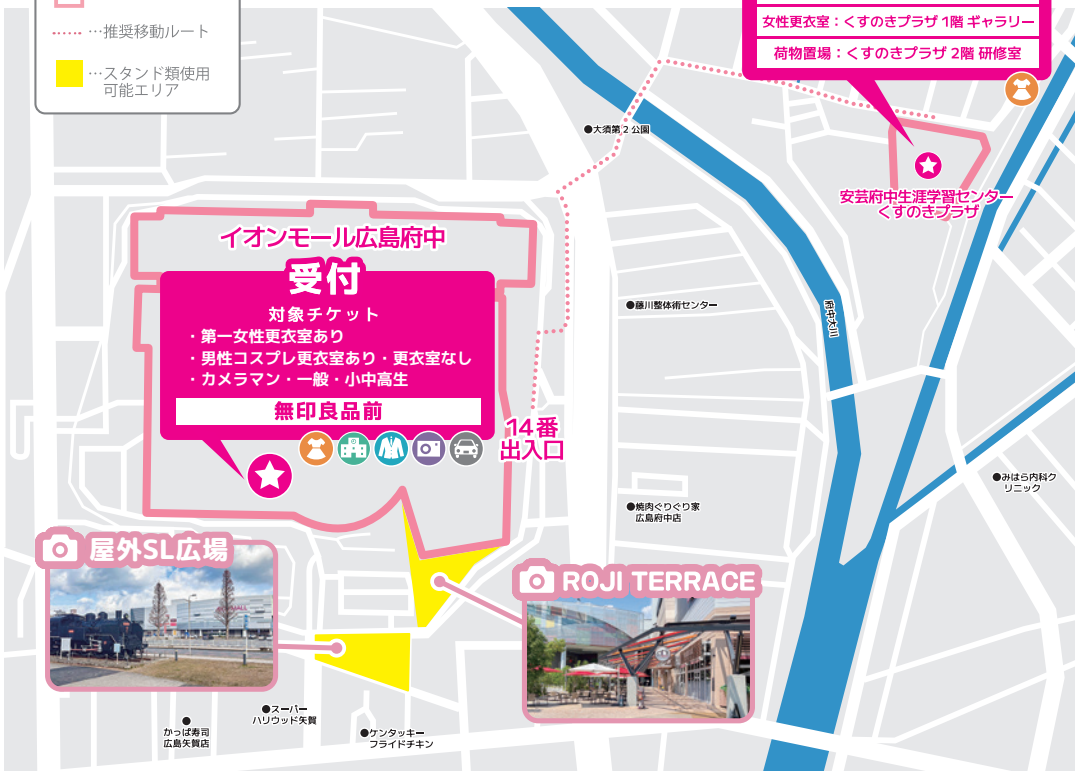 …推奨移動ルート
…スタンド類使用
可能エリア
女性更衣室：くすのきプラザ 1階 ギャラリー
荷物置場：くすのきプラザ 2階 研修室
●大須第2公園
安芸府中生涯学習センター
くすのきプラザ
イオンモール広島府中
受付
対象チケット
・第一女性更衣室あり
・男性コスプレ更衣室あり・更衣室なし
・カメラマン・一般・小中高生
無印良品前
14番
出入口
●藤川整体術センター
府中大川
●みはら内科ク
リニック
●焼肉ぐりぐり家
広島府中店
屋外SL広場
ROJI TERRACE
●スーパー
ハリウッド矢賀
●
かっぱ寿司
広島矢賀店
●ケンタッキー
フライドチキン